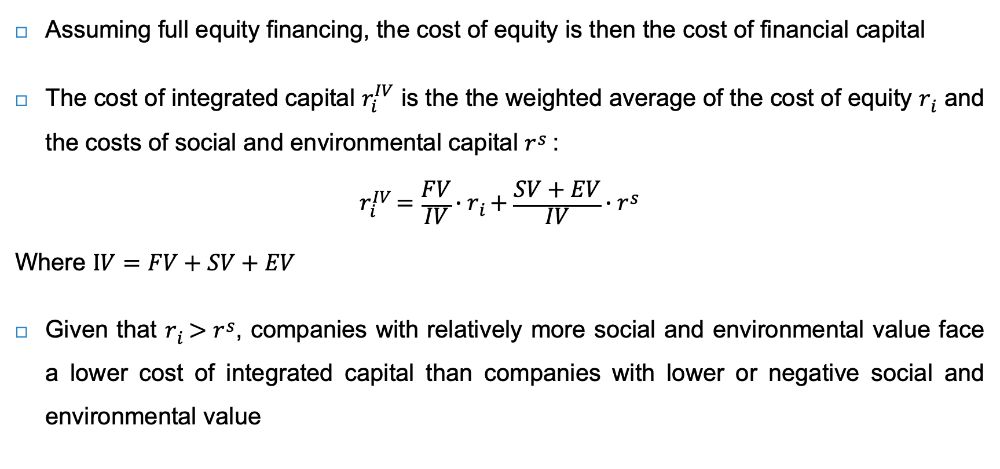 □ Assuming full equity financing, the cost of equity is then the cost of financial capital
□ The cost of integrated capital $r_i^{IV}$ is the the weighted average of the cost of equity $r_i$ and
the costs of social and environmental capital $r^s$ :
$r_i^{IV} = \frac{FV}{IV} \cdot r_i + \frac{SV + EV}{IV} \cdot r^s$
Where IV = $FV + SV + EV$
□ Given that $r_i > r^s$, companies with relatively more social and environmental value face
a lower cost of integrated capital than companies with lower or negative social and
environmental value